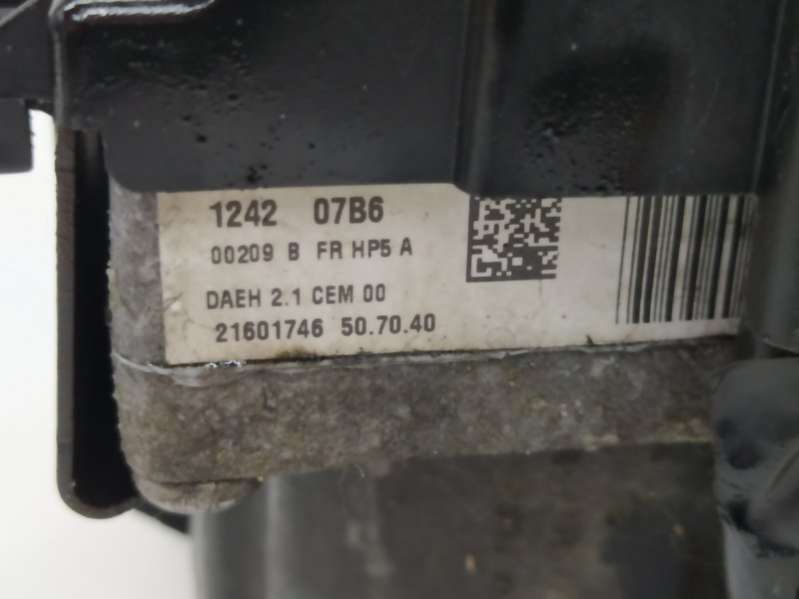 1242 07B6
00209 B FR HP5 A
DAEH 2.1 CEM 00
21601746 50.70.40